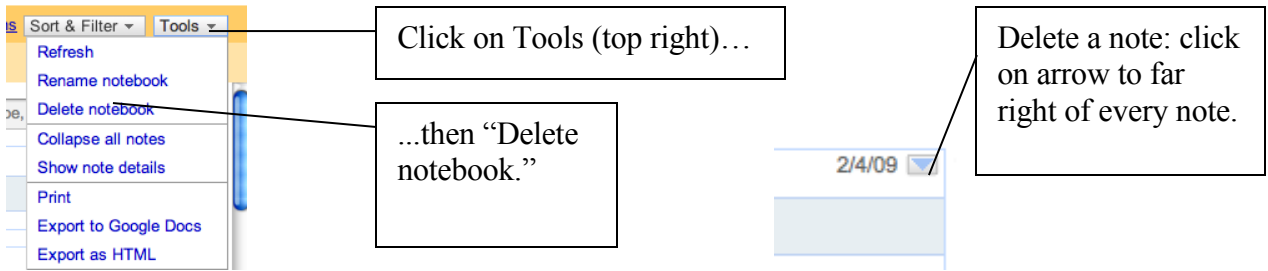 Sort & Filter Tools
Refresh
Rename notebook
Delete notebook
Collapse all notes
Show note details
Print
Export to Google Docs
Export as HTML
Click on Tools (top right)…
...then “Delete
notebook.”
Delete a note: click
on arrow to far
right of every note.
2/4/09